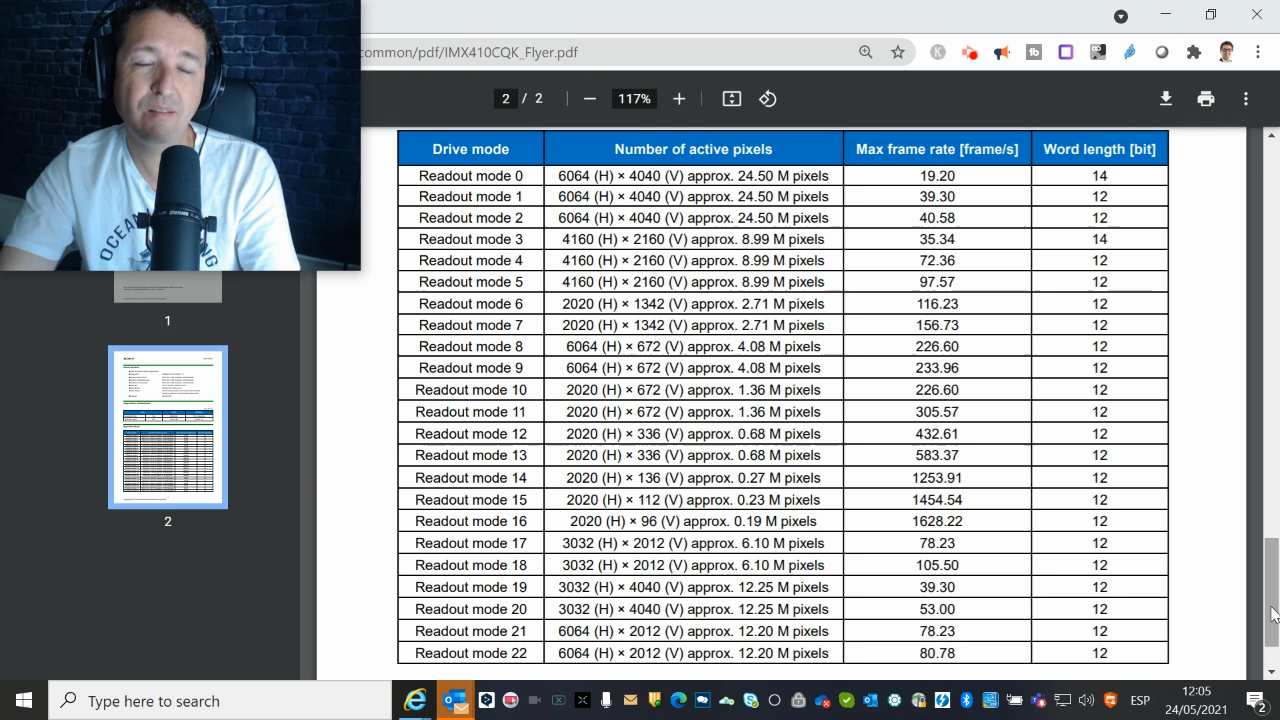 common/pdf/IMX410CQK_Flyer.pdf
2 / 2
117%
Drive mode Number of active pixels Max frame rate [frame/s] Word length [bit]
Readout mode 0 6064 (H) × 4040 (V) approx. 24.50 M pixels 19.20 14
Readout mode 1 6064 (H) × 4040 (V) approx. 24.50 M pixels 39.30 12
Readout mode 2 6064 (H) × 4040 (V) approx. 24.50 M pixels 40.58 12
Readout mode 3 4160 (H) × 2160 (V) approx. 8.99 M pixels 35.34 14
Readout mode 4 4160 (H) × 2160 (V) approx. 8.99 M pixels 72.36 12
Readout mode 5 4160 (H) × 2160 (V) approx. 8.99 M pixels 97.57 12
Readout mode 6 2020 (H) × 1342 (V) approx. 2.71 M pixels 116.23 12
Readout mode 7 2020 (H) × 1342 (V) approx. 2.71 M pixels 156.73 12
Readout mode 8 6064 (H) × 672 (V) approx. 4.08 M pixels 226.60 12
Readout mode 9 6064 (H) × 672 (V) approx. 4.08 M pixels 233.96 12
Readout mode 10 2020 (H) × 672 (V) approx. 1.36 M pixels 226.60 12
Readout mode 11 2020 (H) × 672 (V) approx. 1.36 M pixels 305.57 12
Readout mode 12 2020 (H) × 336 (V) approx. 0.68 M pixels 432.61 12
Readout mode 13 2020 (H) × 336 (V) approx. 0.68 M pixels 583.37 12
Readout mode 14 2020 (H) × 136 (V) approx. 0.27 M pixels 1253.91 12
Readout mode 15 2020 (H) × 112 (V) approx. 0.23 M pixels 1454.54 12
Readout mode 16 2020 (H) × 96 (V) approx. 0.19 M pixels 1628.22 12
Readout mode 17 3032 (H) × 2012 (V) approx. 6.10 M pixels 78.23 12
Readout mode 18 3032 (H) × 2012 (V) approx. 6.10 M pixels 105.50 12
Readout mode 19 3032 (H) × 4040 (V) approx. 12.25 M pixels 39.30 12
Readout mode 20 3032 (H) × 4040 (V) approx. 12.25 M pixels 53.00 12
Readout mode 21 6064 (H) × 2012 (V) approx. 12.20 M pixels 78.23 12
Readout mode 22 6064 (H) × 2012 (V) approx. 12.20 M pixels 80.78 12
1
2
Type here to search
ESP
12:05
24/05/2021
2